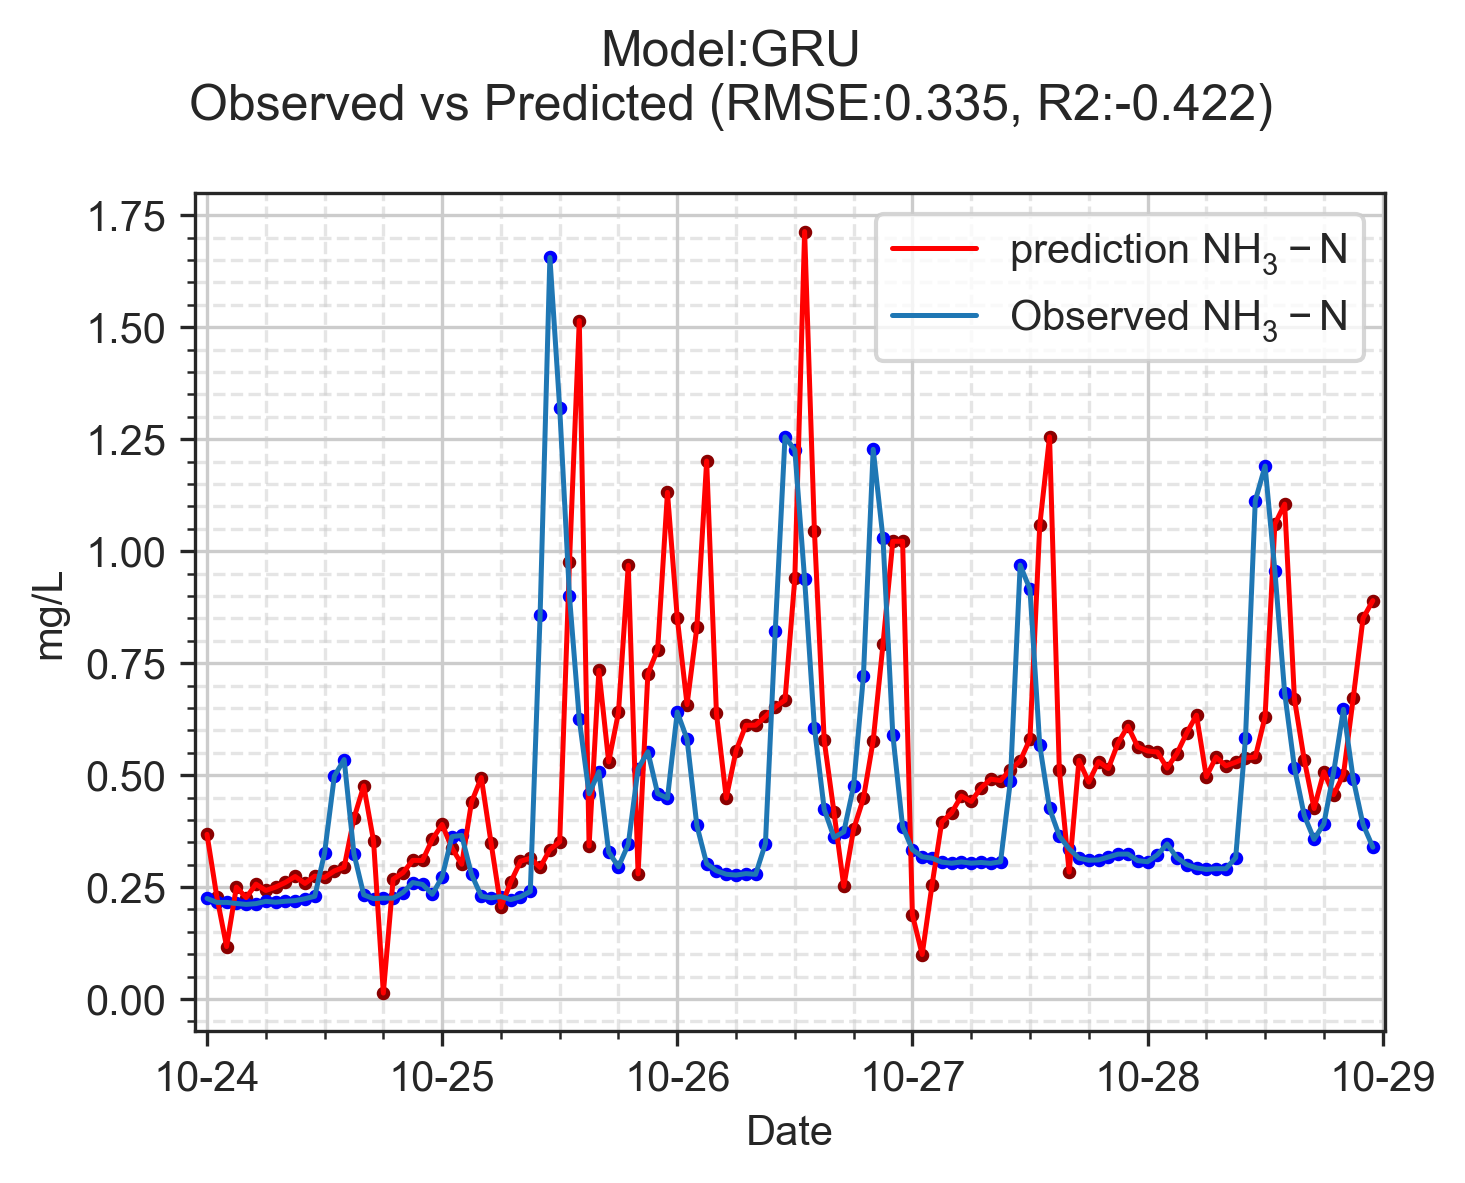 Model:GRU
Observed vs Predicted (RMSE:0.335, R2:-0.422)
1.75
1.50
1.25
1.00
0.75
0.50
0.25
0.00
mg/L
prediction NH₃ − N
Observed NH₃ − N
10-24 10-25 10-26 10-27 10-28 10-29
Date